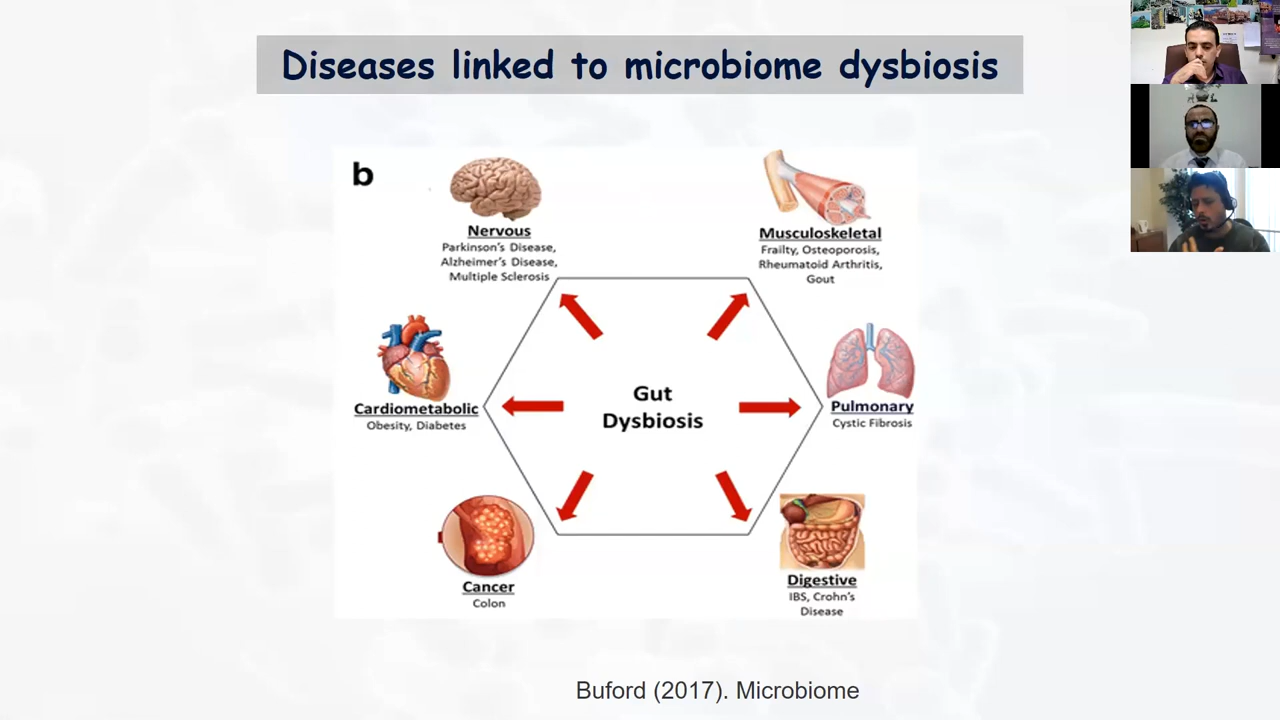 Diseases linked to microbiome dysbiosis
b
Nervous
Parkinson's Disease,
Alzheimer's Disease,
Multiple Sclerosis
Musculoskeletal
Frailty, Osteoporosis,
Rheumatoid Arthritis,
Gout
Cardiometabolic
Obesity, Diabetes
Gut
Dysbiosis
Pulmonary
Cystic Fibrosis
Cancer
Colon
Digestive
IBS, Crohn's
Disease
Buford (2017). Microbiome